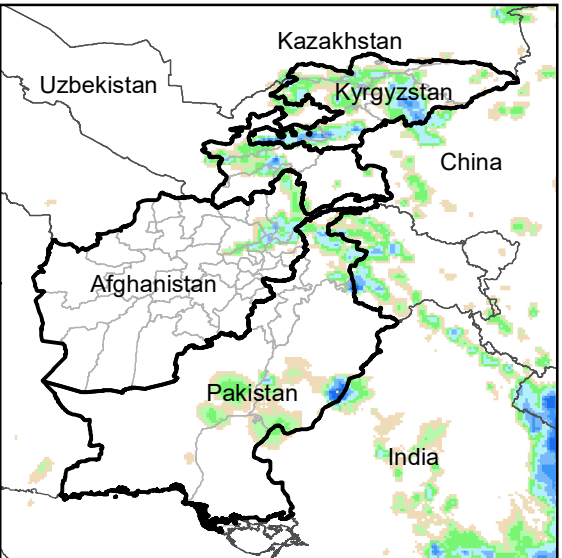 Kazakhstan
Uzbekistan
Kyrgyzstan
China
Afghanistan
Pakistan
India